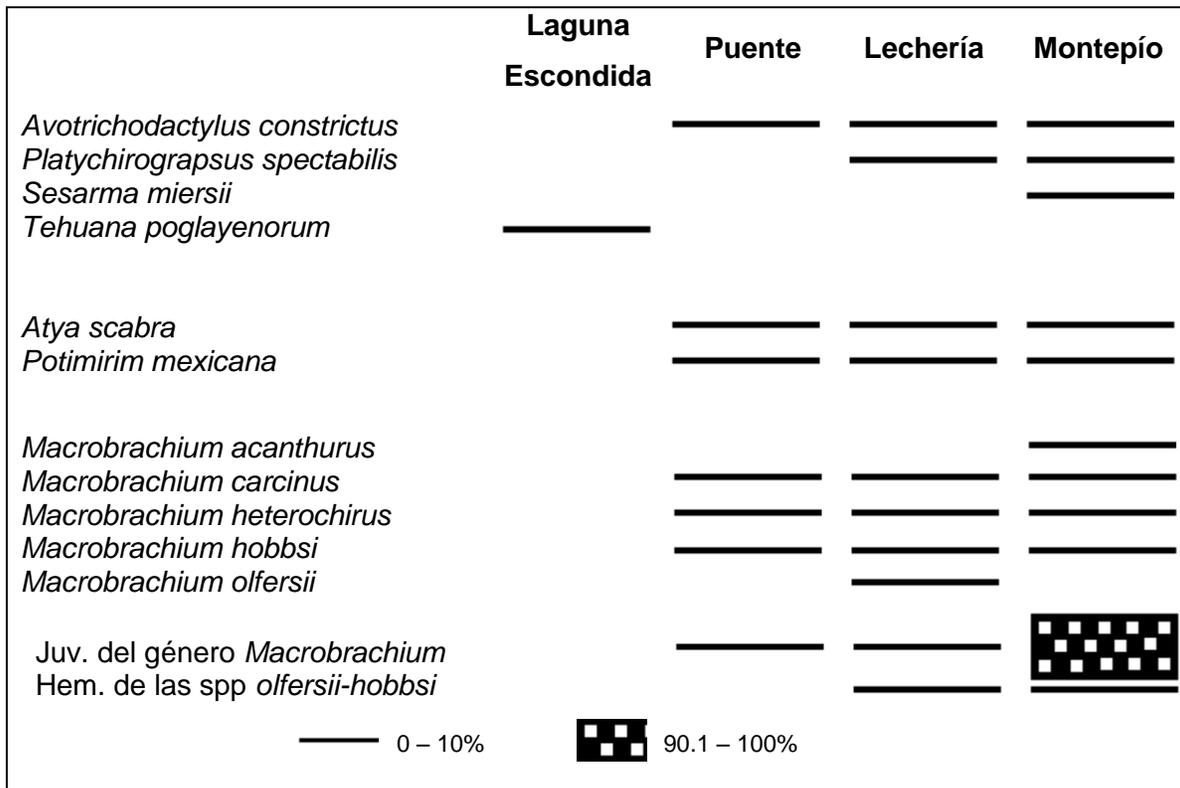 Laguna
Escondida Puente Lechería Montepío
Avotrichodactylus constrictus
Platychirograpsus spectabilis
Sesarma miersii
Tehuana poglayenorum
Atya scabra
Potimirim mexicana
Macrobrachium acanthurus
Macrobrachium carcinus
Macrobrachium heterochirus
Macrobrachium hobbsi
Macrobrachium olfersii
Juv. del género Macrobrachium
Hem. de las spp olfersii-hobbsi
0 – 10% 90.1 – 100%